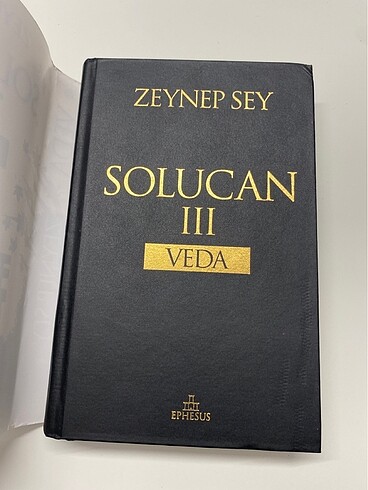 ZEYNEP SEY
SOLUCAN
III
VEDA
EPHESUS